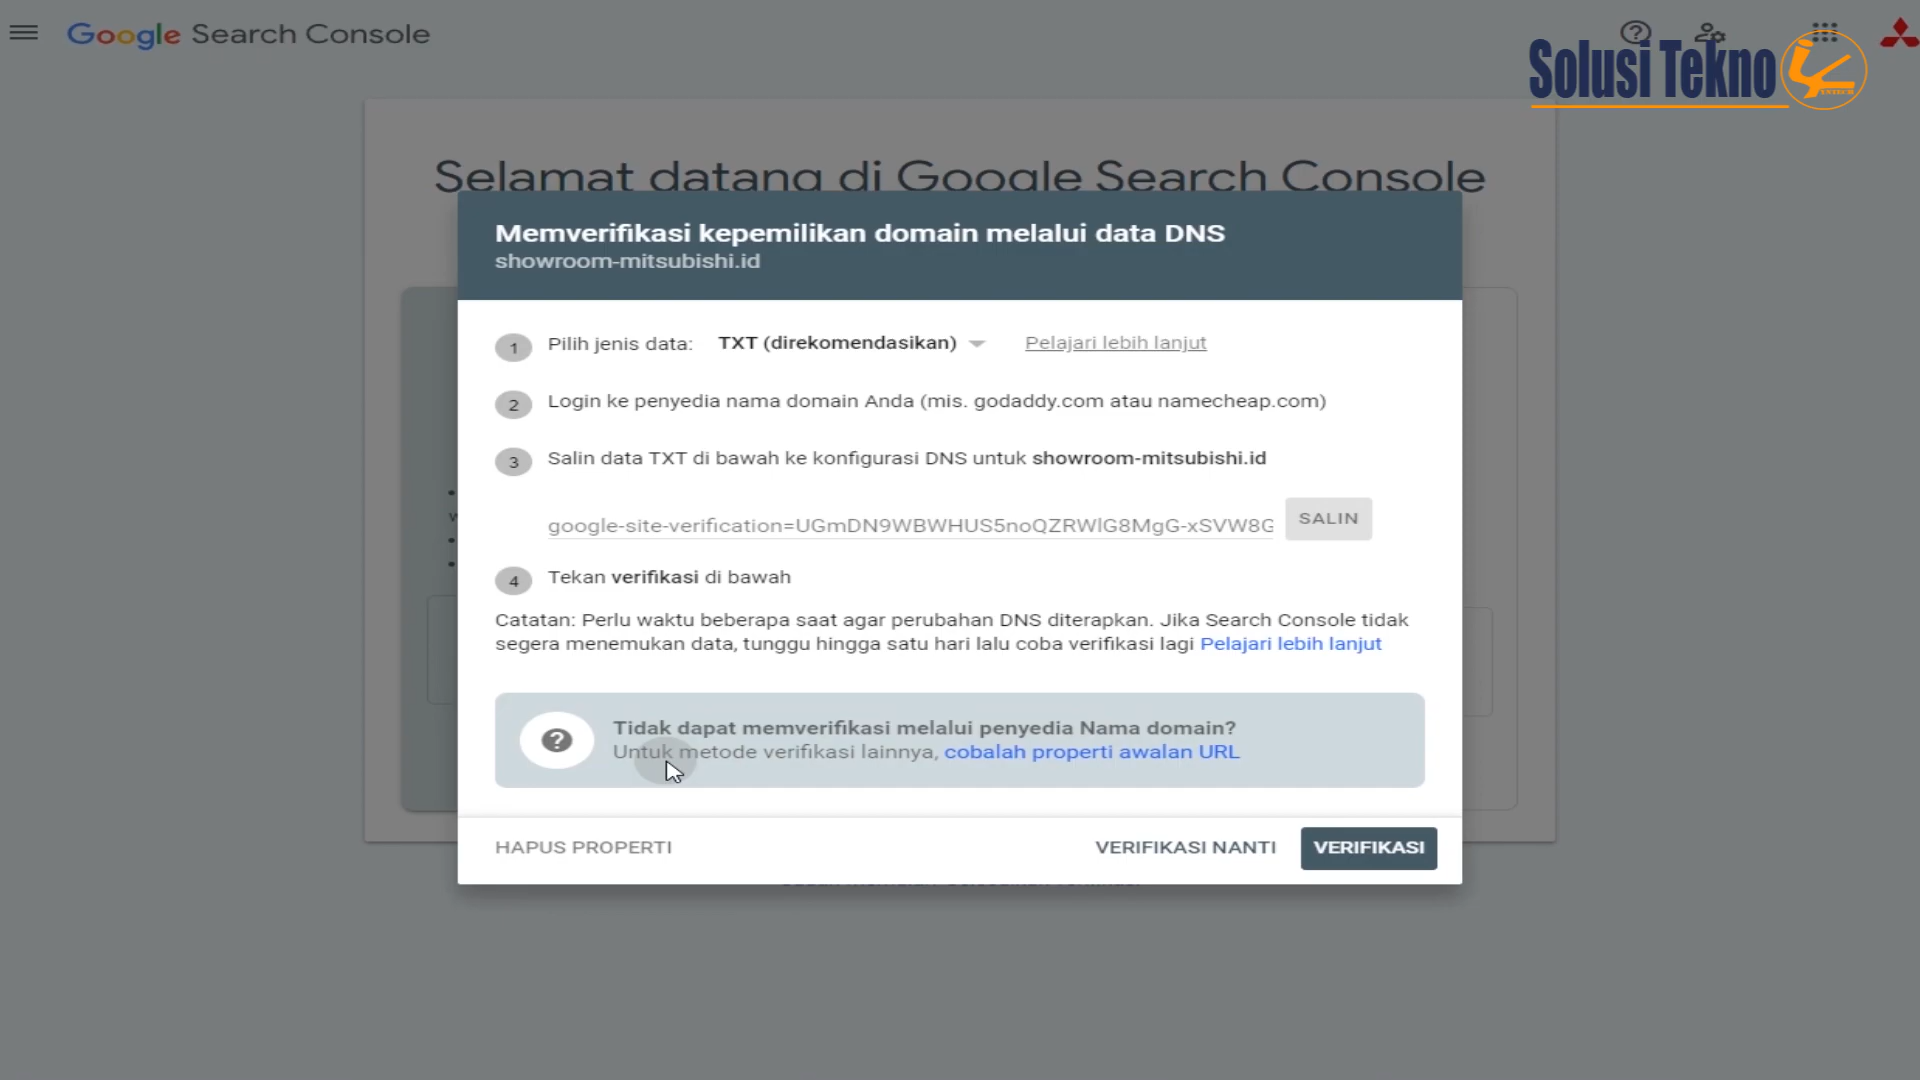 Google Search Console
Solusi Tekno
Selamat datang di Google Search Console
Memverifikasi kepemilikan domain melalui data DNS
showroom-mitsubishi.id
1 Pilih jenis data: TXT (direkomendasikan) Pelajari lebih lanjut
2 Login ke penyedia nama domain Anda (mis. godaddy.com atau namecheap.com)
3 Salin data TXT di bawah ke konfigurasi DNS untuk showroom-mitsubishi.id
google-site-verification=UGmDN9WBWHUS5noQZRWlG8MgG-xSVW8G SALIN
4 Tekan verifikasi di bawah
Catatan: Perlu waktu beberapa saat agar perubahan DNS diterapkan. Jika Search Console tidak
segera menemukan data, tunggu hingga satu hari lalu coba verifikasi lagi Pelajari lebih lanjut
Tidak dapat memverifikasi melalui penyedia Nama domain?
Untuk metode verifikasi lainnya, cobalah properti awalan URL
HAPUS PROPERTI VERIFIKASI NANTI VERIFIKASI